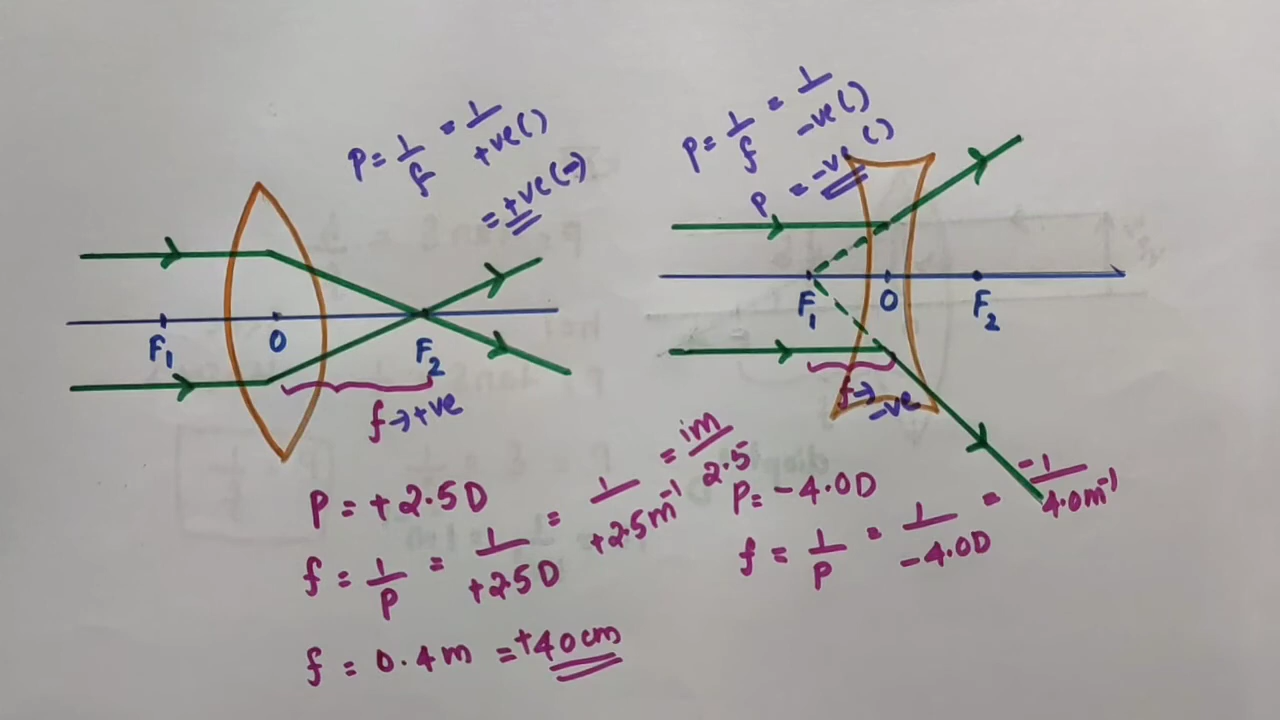 P = 1/f = 1/+ve()
= +ve(→)
F₁ O F₂
f→+ve
P = +2.5D
f = 1/P = 1/+2.5D = 1/+2.5m⁻¹ = 1m/2.5
f = 0.4m = +40cm
P = 1/f = 1/-ve()
P = -ve()
F₁ O F₂
f→-ve
P = -4.0D
f = 1/P = 1/-4.0D = -1/4.0m⁻¹